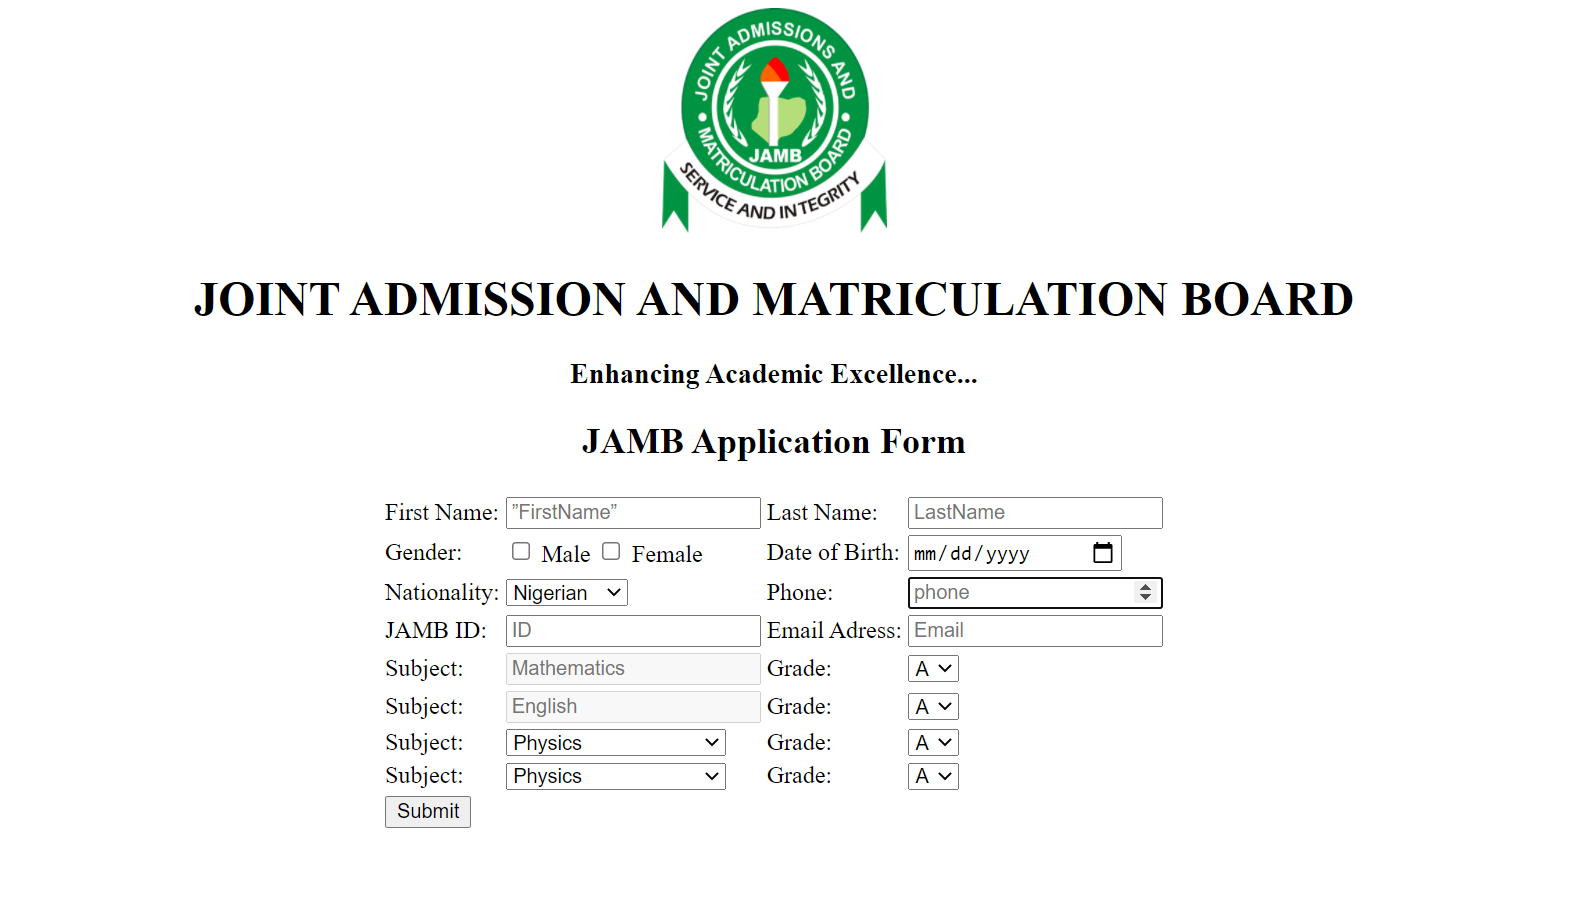 JOINT ADMISSIONS AND
MATRICULATION BOARD
JAMB
SERVICE AND INTEGRITY
JOINT ADMISSION AND MATRICULATION BOARD
Enhancing Academic Excellence...
JAMB Application Form
First Name: ”FirstName” Last Name: LastName
Gender: Male Female Date of Birth: mm/dd/yyyy
Nationality: Nigerian Phone: phone
JAMB ID: ID Email Adress: Email
Subject: Mathematics Grade: A
Subject: English Grade: A
Subject: Physics Grade: A
Subject: Physics Grade: A
Submit